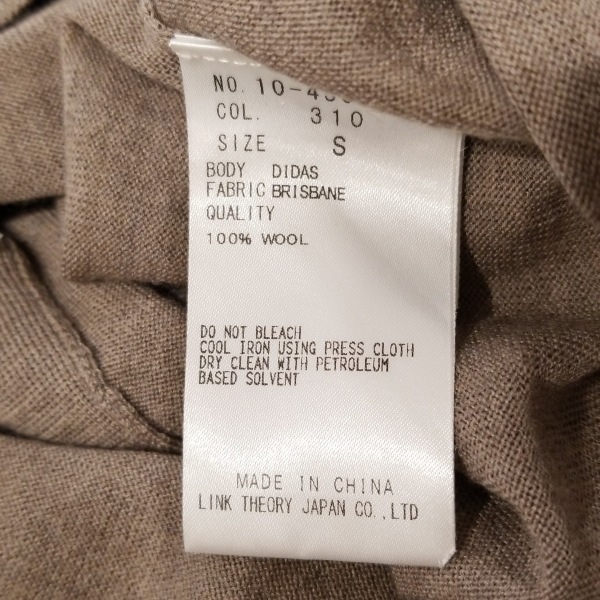 NO. 10-4
COL. 310
SIZE S
BODY DIDAS
FABRIC BRISBANE
QUALITY
100% WOOL
DO NOT BLEACH
COOL IRON USING PRESS CLOTH
DRY CLEAN WITH PETROLEUM
BASED SOLVENT
MADE IN CHINA
LINK THEORY JAPAN CO.,LTD